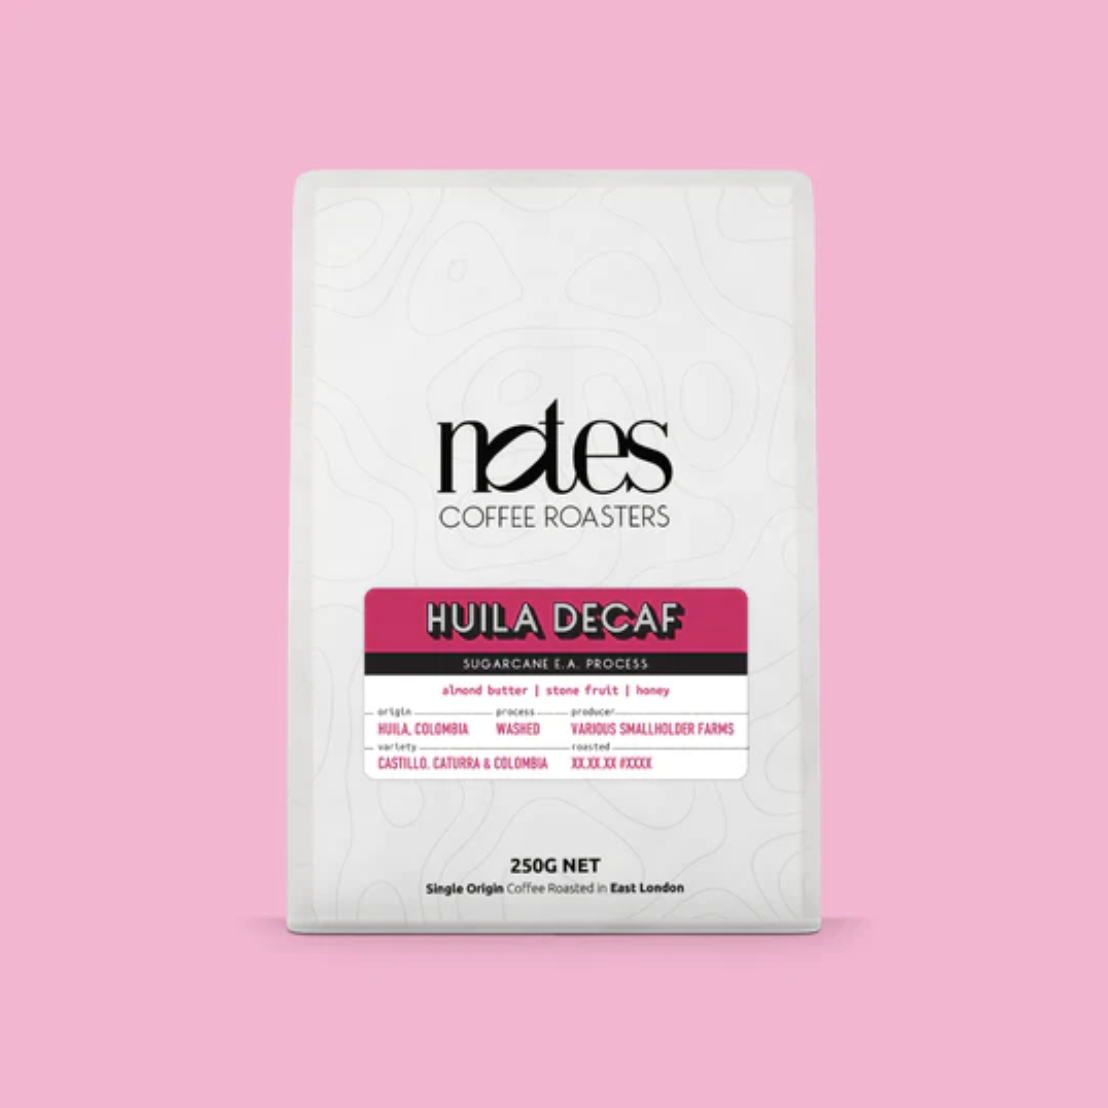 notes
COFFEE ROASTERS
HUILA DECAF
SUGARCANE E.A. PROCESS
almond butter | stone fruit | honey
origin process producer
HUILA, COLOMBIA WASHED VARIOUS SMALLHOLDER FARMS
variety roasted
CASTILLO, CATURRA & COLOMBIA XX.XX.XX #XXXX
250G NET
Single Origin Coffee Roasted in East London